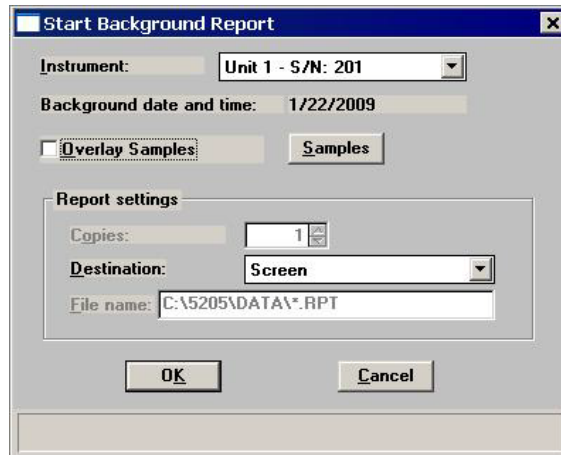 Start Background Report
Instrument: Unit 1 - S/N: 201
Background date and time: 1/22/2009
Overlay Samples Samples
Report settings
Copies: 1
Destination: Screen
File name: C:\5205\DATA\*.RPT
OK Cancel